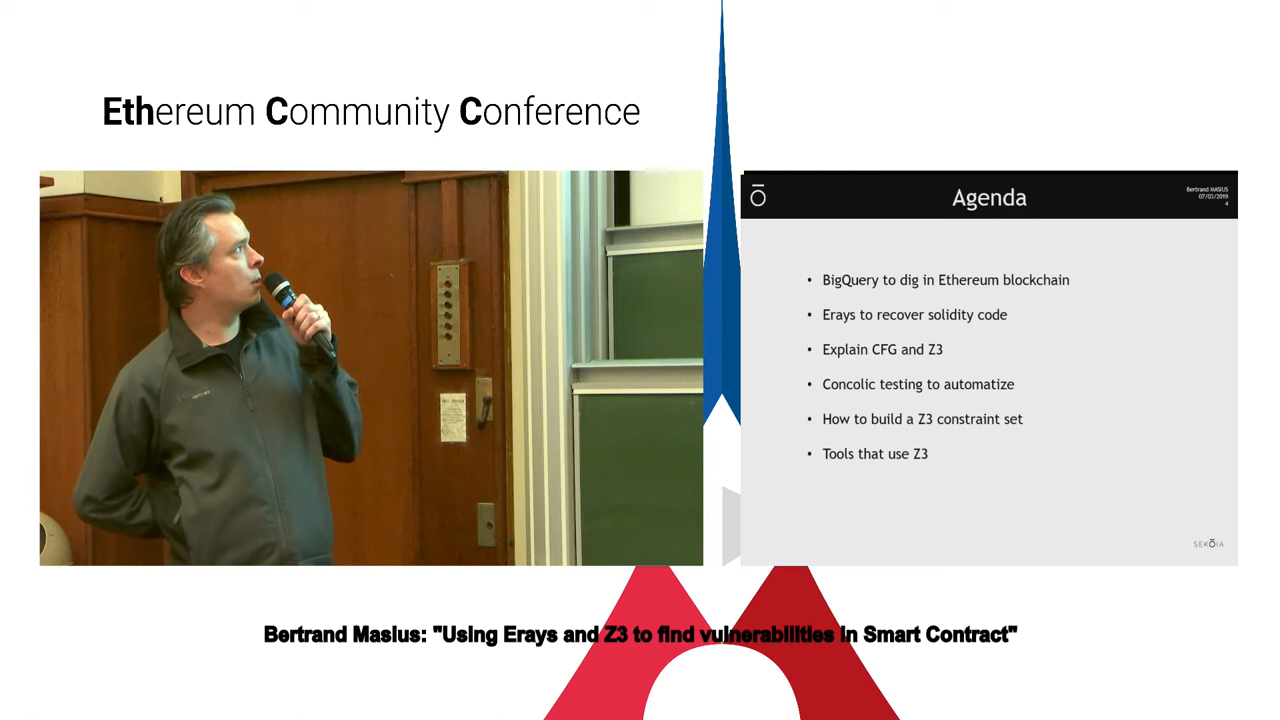 Ethereum Community Conference
Agenda
Bertrand MASIUS
07/03/2019
4
• BigQuery to dig in Ethereum blockchain
• Erays to recover solidity code
• Explain CFG and Z3
• Concolic testing to automatize
• How to build a Z3 constraint set
• Tools that use Z3
SEKŌIA
Bertrand Masius: "Using Erays and Z3 to find vulnerabilities in Smart Contract"